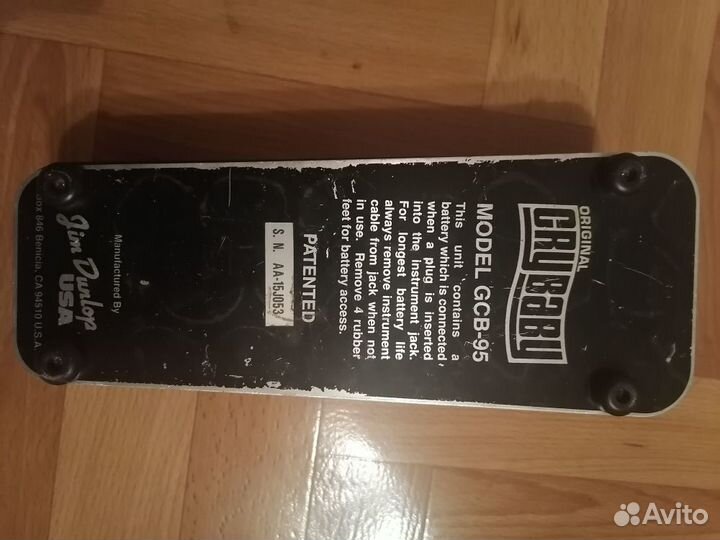 ORIGINAL
CRY BABY
MODEL GCB-95
This unit contains a
battery which is connected,
when a plug is inserted
into the instrument jack.
For longest battery life
always remove instrument
cable from jack when not
in use. Remove 4 rubber
feet for battery access.
PATENTED
S. N. AA-15J053
Manufactured By
Jim Dunlop
USA
Box 846 Benicia, CA 94510 U.S.A.
Avito